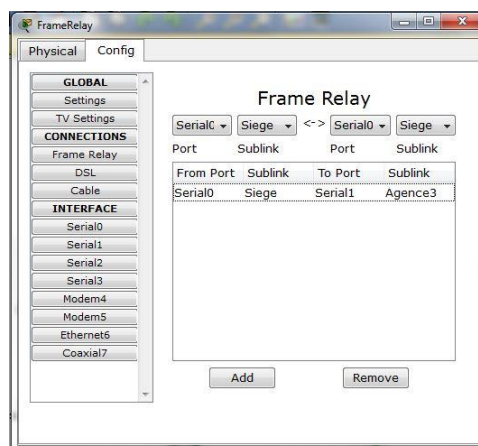 FrameRelay
Physical Config
GLOBAL
Settings
TV Settings
CONNECTIONS
Frame Relay
DSL
Cable
INTERFACE
Serial0
Serial1
Serial2
Serial3
Modem4
Modem5
Ethernet6
Coaxial7
Frame Relay
Serial0 Siege <-> Serial0 Siege
Port Sublink Port Sublink
From Port Sublink To Port Sublink
Serial0 Siege Serial1 Agence3
Add Remove